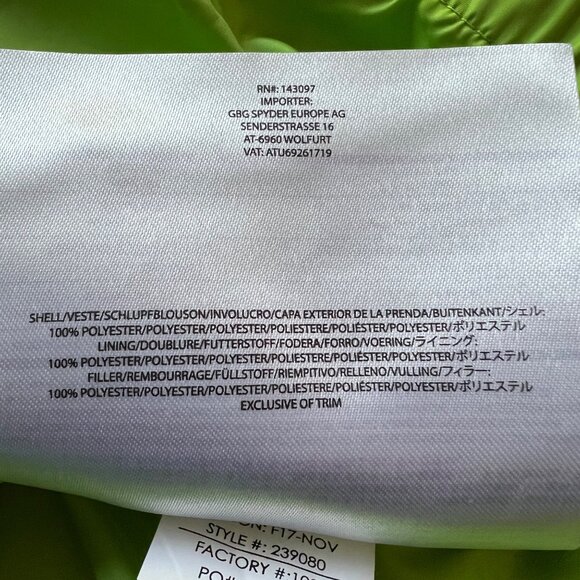 RN#: 143097
IMPORTER:
GBG SPYDER EUROPE AG
SENDERSTRASSE 16
AT-6960 WOLFURT
VAT: ATU69261719
SHELL/VESTE/SCHLUPFBLOUSON/INVOLUCRO/CAPA EXTERIOR DE LA PRENDA/BUITENKANT/シェル:
100% POLYESTER/POLYESTER/POLYESTER/POLIESTERE/POLIÉSTER/POLYESTER/ポリエステル
LINING/DOUBLURE/FUTTERSTOFF/FODERA/FORRO/VOERING/ライニング:
100% POLYESTER/POLYESTER/POLYESTER/POLIESTERE/POLIÉSTER/POLYESTER/ポリエステル
FILLER/REMBOURRAGE/FÜLLSTOFF/RIEMPITIVO/RELLENO/VULLING/フィラー:
100% POLYESTER/POLYESTER/POLYESTER/POLIESTERE/POLIÉSTER/POLYESTER/ポリエステル
EXCLUSIVE OF TRIM
F17-NOV
STYLE #: 239080
FACTORY #: